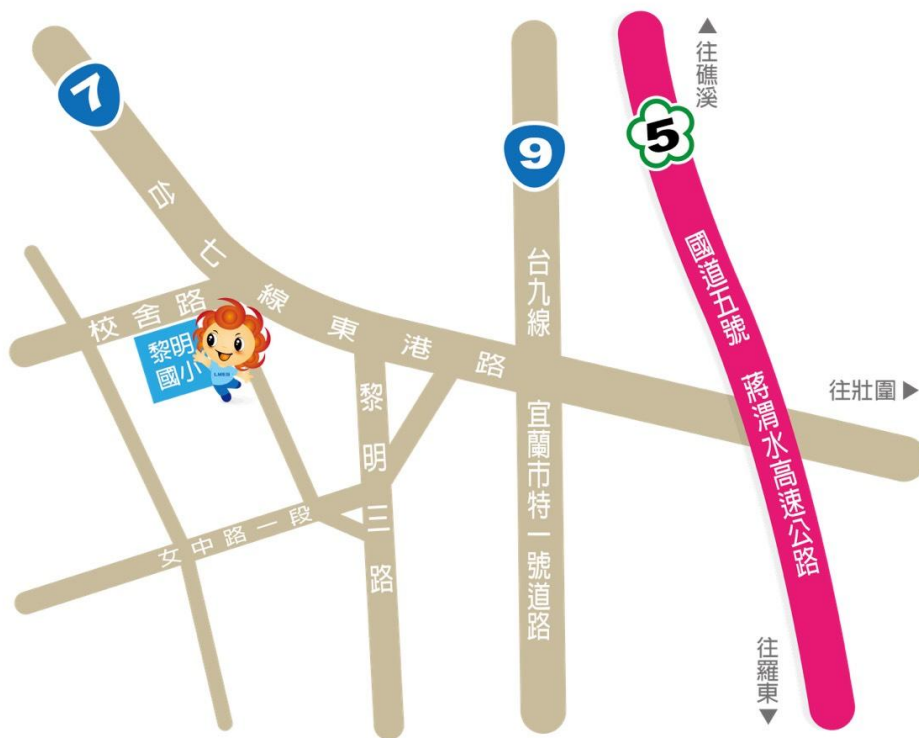 7
台七線東港路
9
台九線 宜蘭市特一號道路
5
國道五號 蔣渭水高速公路
往礁溪
往壯圍
往羅東
校舍路
黎明
國小
黎明三路
女中路一段